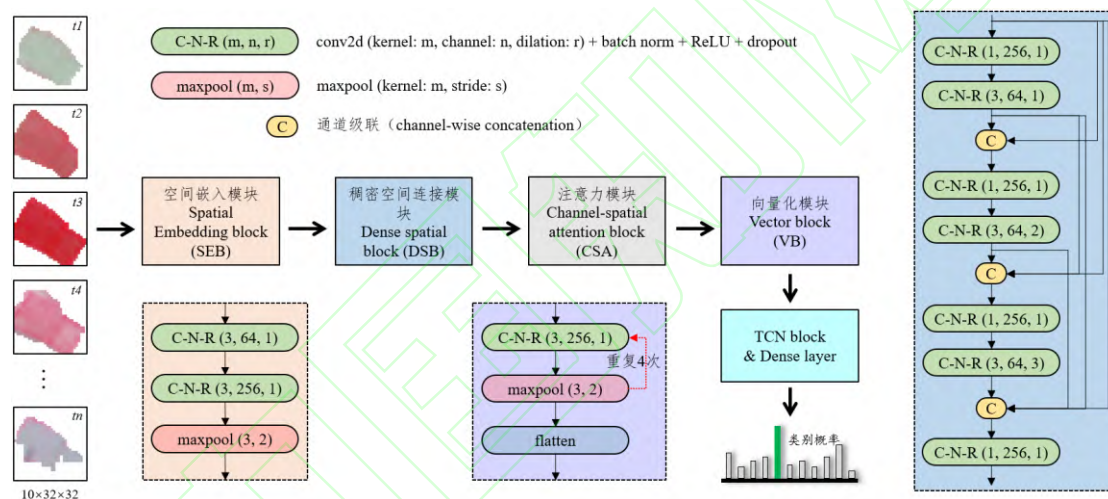 t1
t2
t3
t4
tn
10×32×32
C-N-R (m, n, r)
conv2d (kernel: m, channel: n, dilation: r) + batch norm + ReLU + dropout
maxpool (m, s)
maxpool (kernel: m, stride: s)
C
通道级联（channel-wise concatenation）
空间嵌入模块
Spatial
Embedding block
(SEB)
稠密空间连接模
块
Dense spatial
block (DSB)
注意力模块
Channel-spatial
attention block
(CSA)
向量化模块
Vector block
(VB)
C-N-R (3, 64, 1)
C-N-R (3, 256, 1)
maxpool (3, 2)
C-N-R (3, 256, 1)
重复4次
maxpool (3, 2)
flatten
TCN block
& Dense layer
类别概率
C-N-R (1, 256, 1)
C-N-R (3, 64, 1)
C
C-N-R (1, 256, 1)
C-N-R (3, 64, 2)
C
C-N-R (1, 256, 1)
C-N-R (3, 64, 3)
C
C-N-R (1, 256, 1)